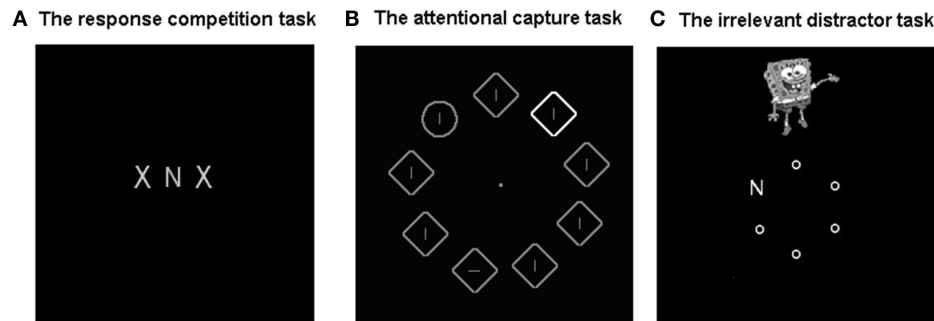 A The response competition task
B The attentional capture task
C The irrelevant distractor task
X N X
N